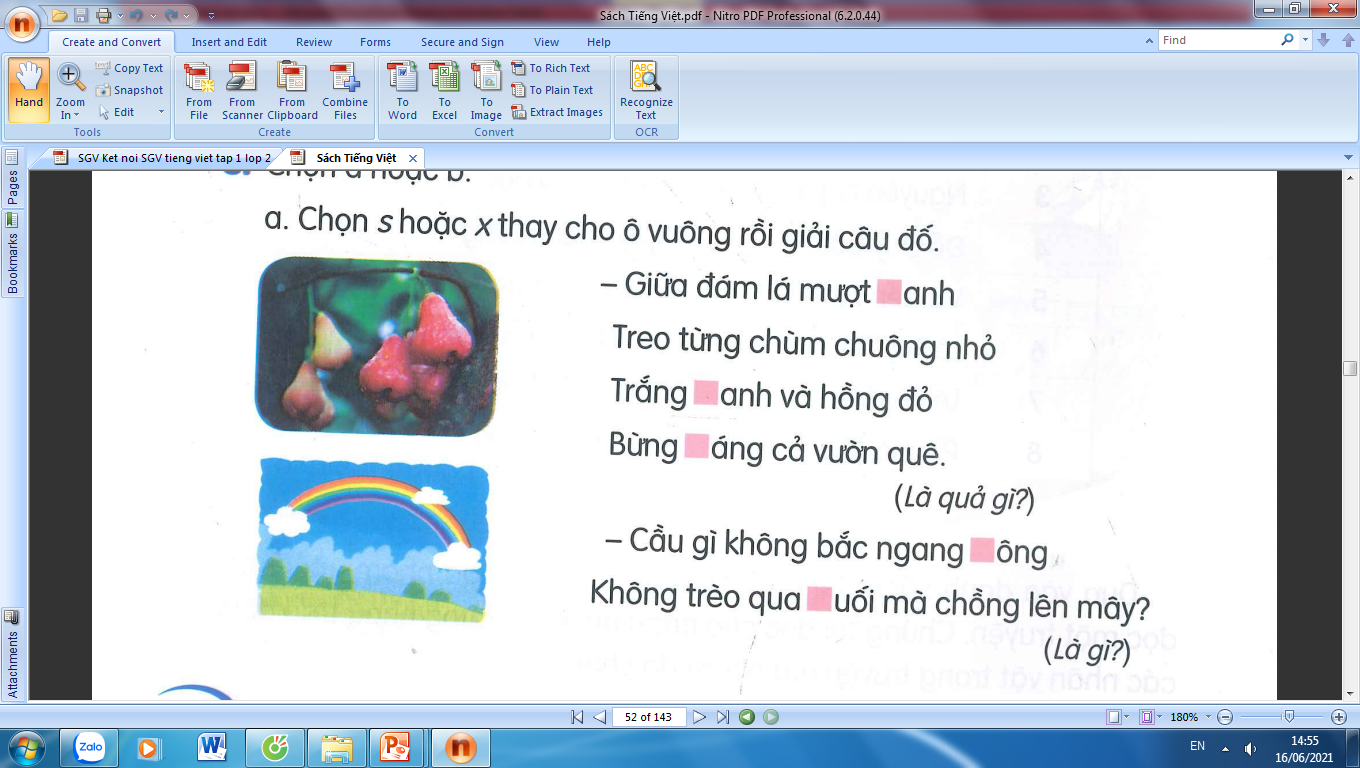 Sách Tiếng Việt.pdf - Nitro PDF Professional (6.2.0.44)
Create and Convert Insert and Edit Review Forms Secure and Sign View Help Find
Hand
Zoom In
Copy Text
Snapshot
Edit
Tools
From File
From Scanner
From Clipboard
Combine Files
Create
To Word
To Excel
To Image
To Rich Text
To Plain Text
Extract Images
Convert
Recognize Text
OCR
SGV Ket noi SGV tieng viet tap 1 lop 2
Sách Tiếng Việt
Pages
Bookmarks
Attachments
Chọn a hoặc b.
a. Chọn s hoặc x thay cho ô vuông rồi giải câu đố.
– Giữa đám lá mượt anh
Treo từng chùm chuông nhỏ
Trắng anh và hồng đỏ
Bừng áng cả vườn quê.
(Là quả gì?)
– Cầu gì không bắc ngang ông
Không trèo qua uối mà chồng lên mây?
(Là gì?)
52 of 143
180%
Zalo
EN
14:55
16/06/2021